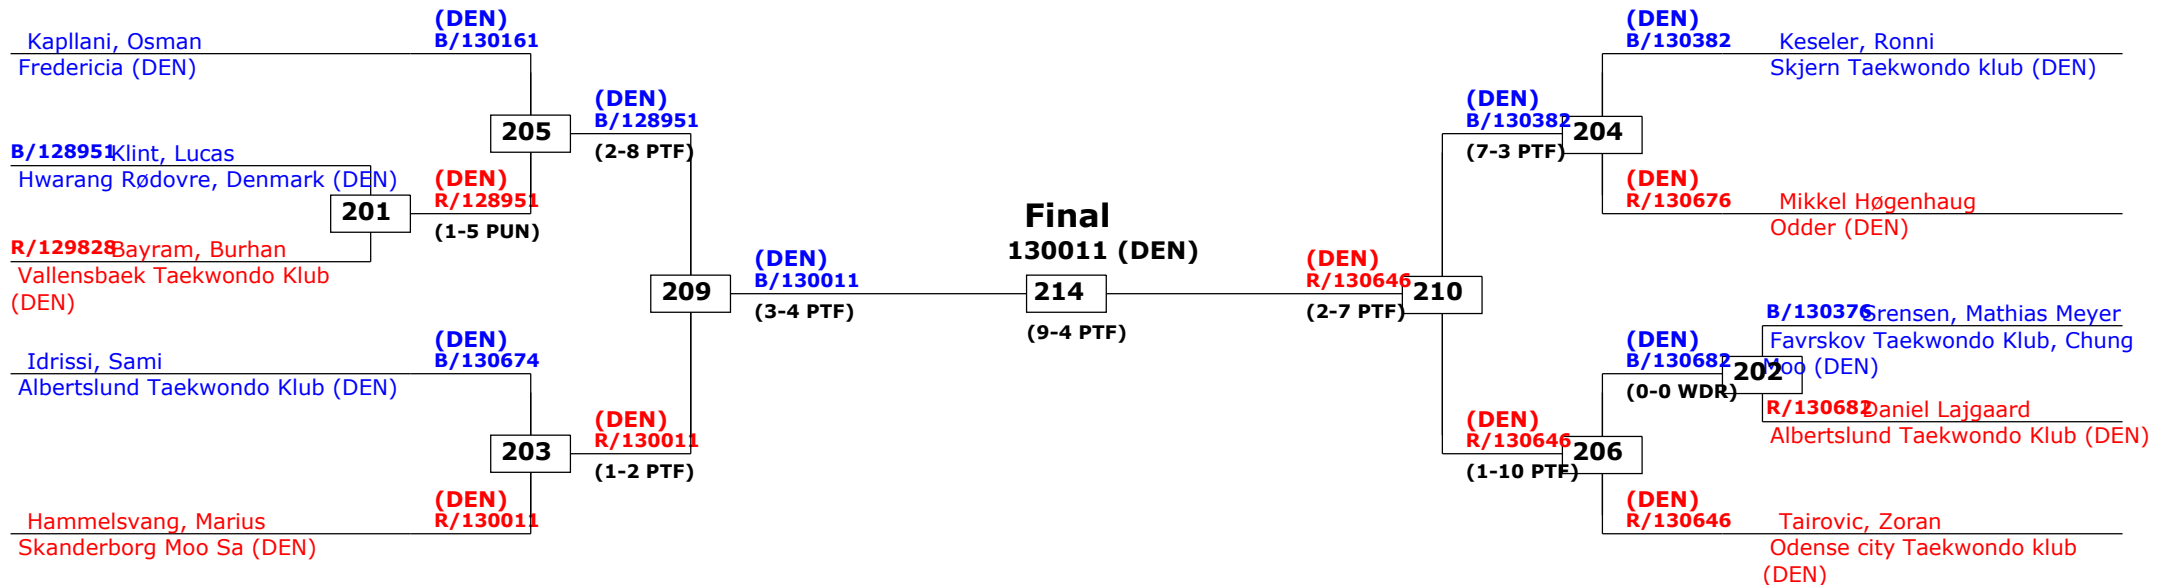 (DEN)
B/130161
Kapllani, Osman
Fredericia (DEN)
(DEN)
B/128951
205
(2-8 PTF)
B/128951 Klint, Lucas
Hwarang Rødovre, Denmark (DEN)
(DEN)
R/128951
201
(1-5 PUN)
R/129828 Bayram, Burhan
Vallensbaek Taekwondo Klub
(DEN)
209
(DEN)
B/130011
(3-4 PTF)
(DEN)
B/130674
Idrissi, Sami
Albertslund Taekwondo Klub (DEN)
(DEN)
R/130011
203
(1-2 PTF)
(DEN)
R/130011
Hammelsvang, Marius
Skanderborg Moo Sa (DEN)
Final
130011 (DEN)
214
(9-4 PTF)
(DEN)
B/130382
Keseler, Ronni
Skjern Taekwondo klub (DEN)
(DEN)
B/130382
204
(7-3 PTF)
(DEN)
R/130676
Mikkel Høgenhaug
Odder (DEN)
(DEN)
R/130646
210
(2-7 PTF)
B/130376 Srensen, Mathias Meyer
Favrskov Taekwondo Klub, Chung
Moo (DEN)
(DEN)
B/130682
202
(0-0 WDR)
R/130682 Daniel Lajgaard
Albertslund Taekwondo Klub (DEN)
(DEN)
R/130646
206
(1-10 PTF)
(DEN)
R/130646
Tairovic, Zoran
Odense city Taekwondo klub
(DEN)